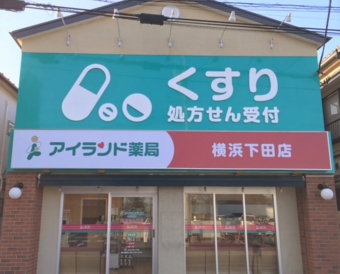 くすり
処方せん受付
アイランド薬局
横浜下田店